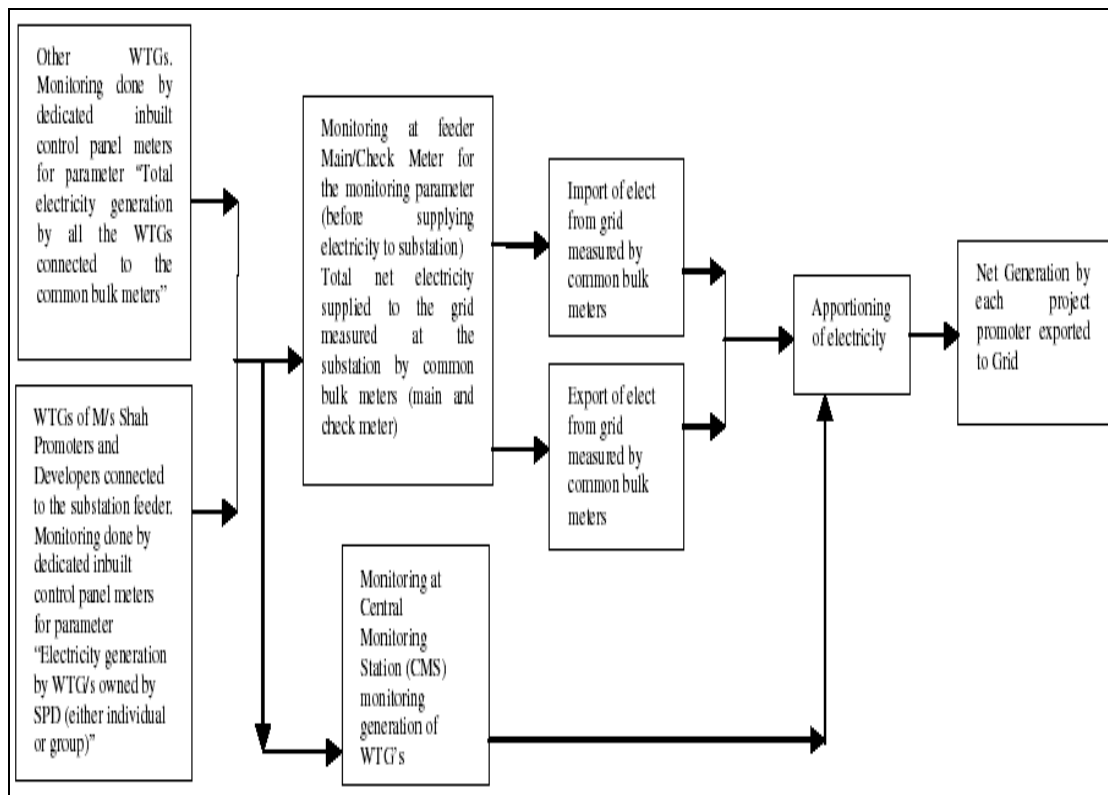 Other WTGs.
Monitoring done by
dedicated inbuilt
control panel meters
for parameter “Total
electricity generation
by all the WTGs
connected to the
common bulk meters”
WTGs of M/s Shah
Promoters and
Developers connected
to the substation feeder.
Monitoring done by
dedicated inbuilt
control panel meters
for parameter
“Electricity generation
by WTG/s owned by
SPD (either individual
or group)”
Monitoring at feeder
Main/Check Meter for
the monitoring parameter
(before supplying
electricity to substation)
Total net electricity
supplied to the grid
measured at the
substation by common
bulk meters (main and
check meter)
Monitoring at
Central
Monitoring
Station (CMS)
monitoring
generation of
WTG's
Import of elect
from grid
measured by
common bulk
meters
Export of elect
from grid
measured by
common bulk
meters
Apportioning
of electricity
Net Generation by
each project
promoter exported
to Grid